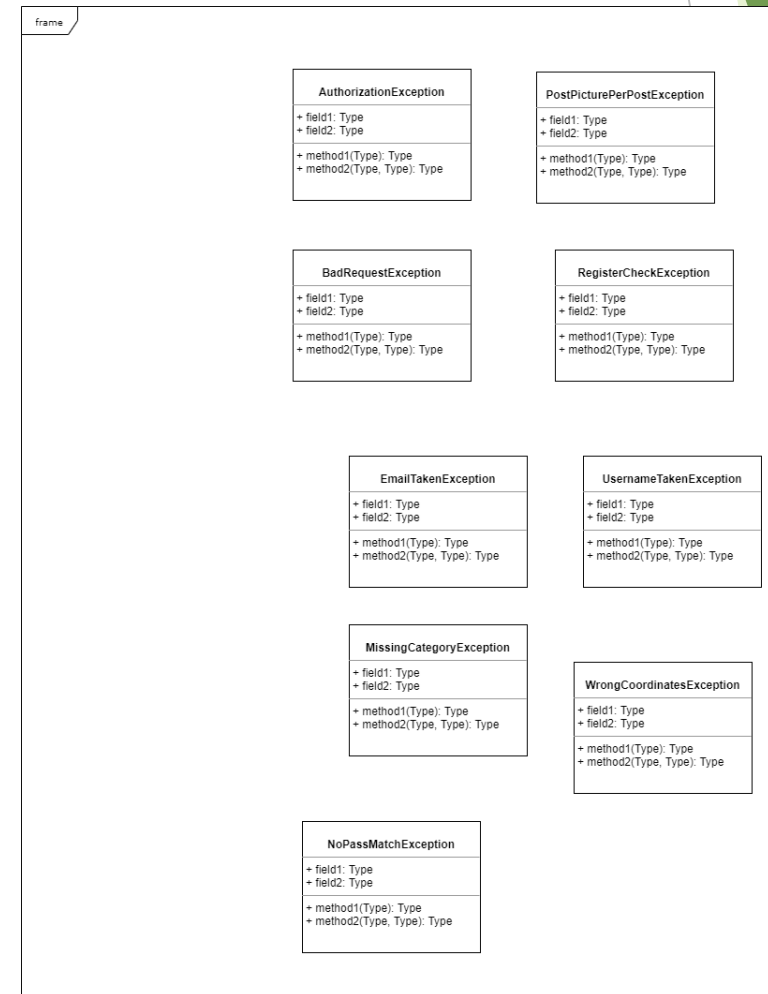 frame
AuthorizationException
+ field1: Type
+ field2: Type
+ method1(Type): Type
+ method2(Type, Type): Type
PostPicturePerPostException
+ field1: Type
+ field2: Type
+ method1(Type): Type
+ method2(Type, Type): Type
BadRequestException
+ field1: Type
+ field2: Type
+ method1(Type): Type
+ method2(Type, Type): Type
RegisterCheckException
+ field1: Type
+ field2: Type
+ method1(Type): Type
+ method2(Type, Type): Type
EmailTakenException
+ field1: Type
+ field2: Type
+ method1(Type): Type
+ method2(Type, Type): Type
UsernameTakenException
+ field1: Type
+ field2: Type
+ method1(Type): Type
+ method2(Type, Type): Type
MissingCategoryException
+ field1: Type
+ field2: Type
+ method1(Type): Type
+ method2(Type, Type): Type
WrongCoordinatesException
+ field1: Type
+ field2: Type
+ method1(Type): Type
+ method2(Type, Type): Type
NoPassMatchException
+ field1: Type
+ field2: Type
+ method1(Type): Type
+ method2(Type, Type): Type